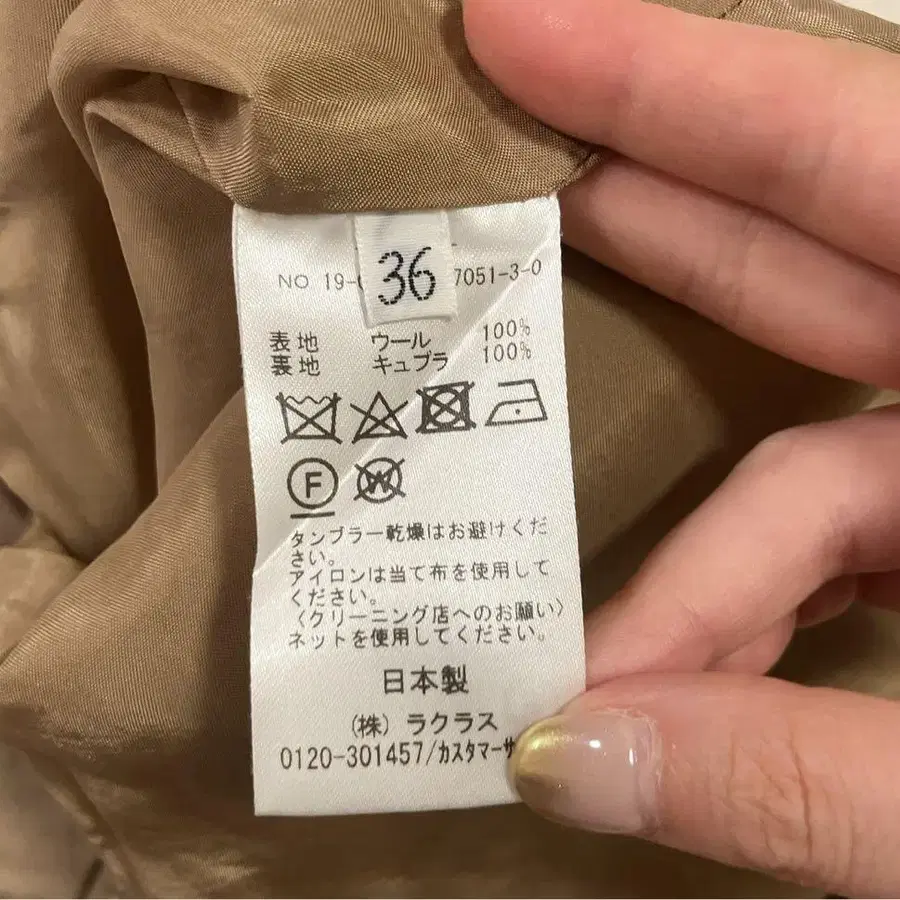 36
NO 19- 7051-3-0
表地 ウール 100%
裏地 キュプラ 100%
F W
タンブラー乾燥はお避けくだ
さい。
アイロンは当て布を使用して
ください。
〈クリーニング店へのお願い〉
ネットを使用してください。
日本製
(株) ラクラス
0120-301457/カスタマーサ